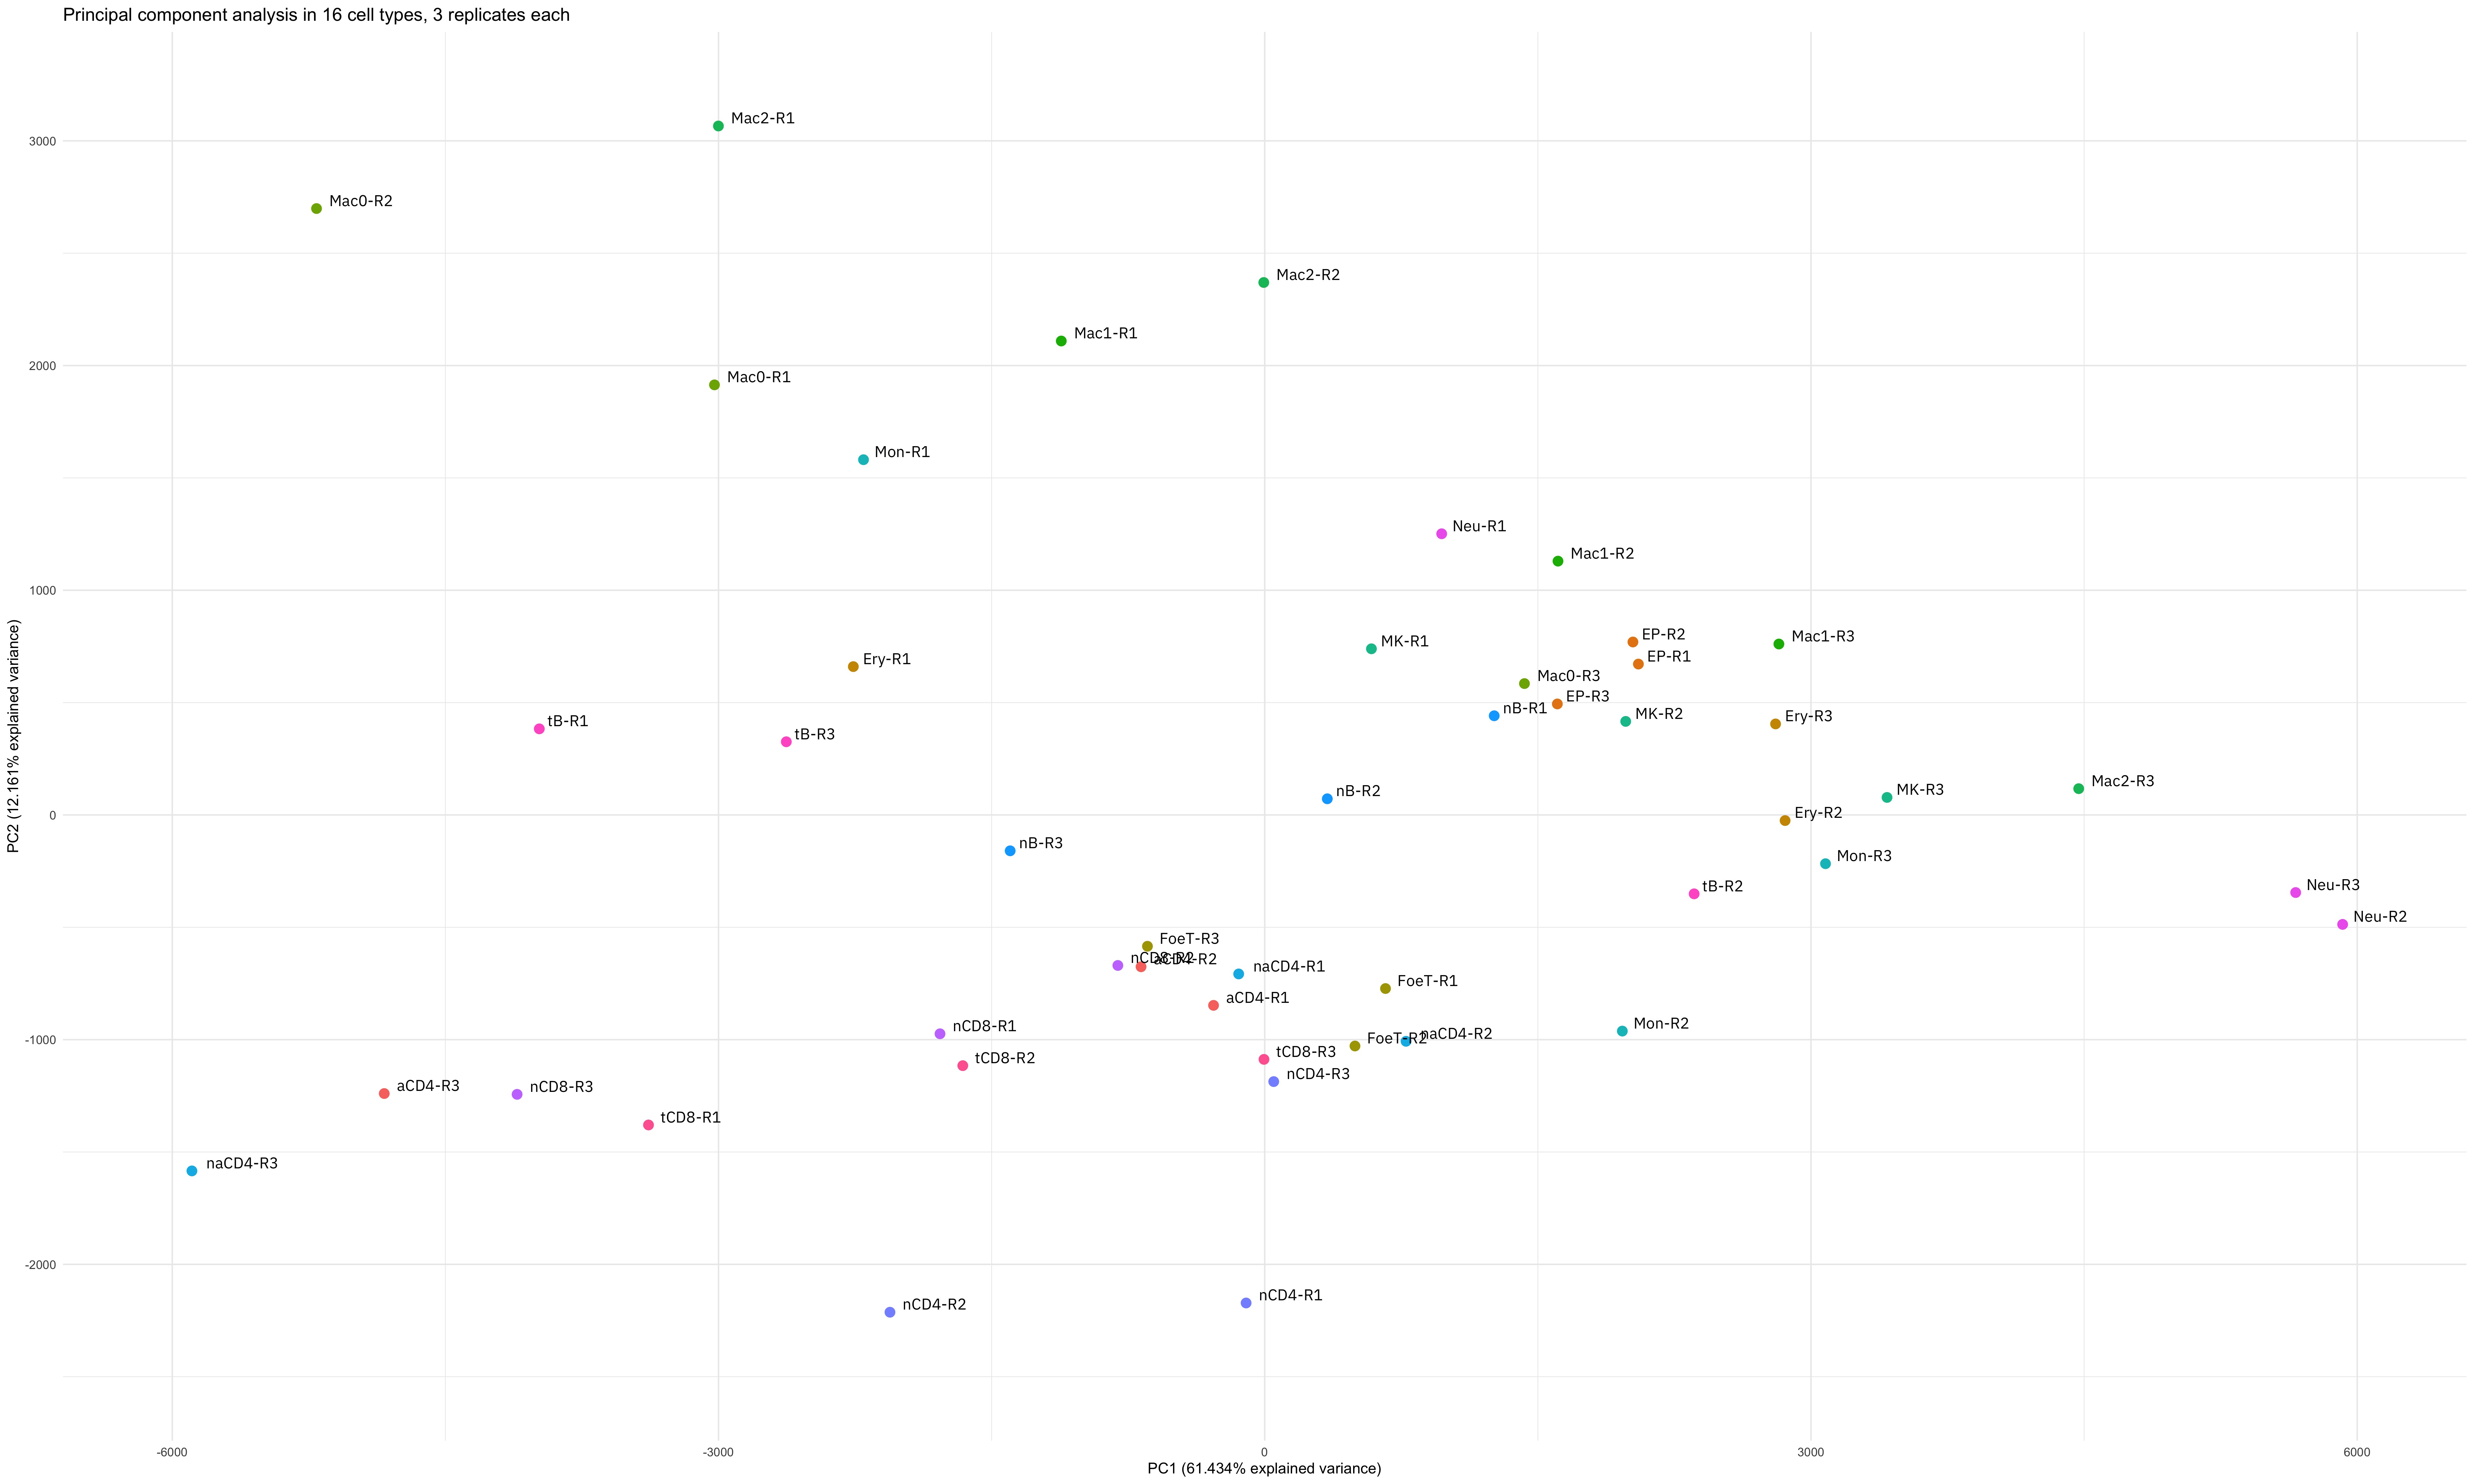 Principal component analysis in 16 cell types, 3 replicates each
3000
2000
1000
0
-1000
-2000
PC2 (12.161% explained variance)
Mac2-R1
Mac0-R2
Mac2-R2
Mac1-R1
Mac0-R1
Mon-R1
Neu-R1
Mac1-R2
MK-R1
EP-R2
Mac1-R3
EP-R1
Ery-R1
Mac0-R3
EP-R3
nB-R1
MK-R2
Ery-R3
tB-R1
tB-R3
Mac2-R3
nB-R2
MK-R3
Ery-R2
nB-R3
Mon-R3
tB-R2
Neu-R3
Neu-R2
FoeT-R3
nCD8-R2
aCD4-R2
naCD4-R1
FoeT-R1
aCD4-R1
nCD8-R1
Mon-R2
FoeT-R2
naCD4-R2
tCD8-R2
tCD8-R3
nCD4-R3
aCD4-R3
nCD8-R3
tCD8-R1
naCD4-R3
nCD4-R2
nCD4-R1
-6000
-3000
0
3000
6000
PC1 (61.434% explained variance)